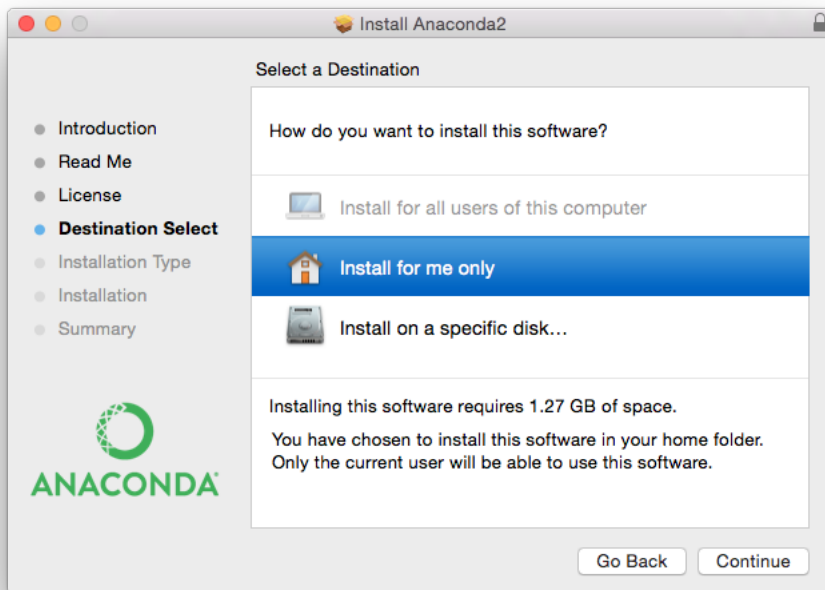 Install Anaconda2
Select a Destination
Introduction
Read Me
License
Destination Select
Installation Type
Installation
Summary
ANACONDA
How do you want to install this software?
Install for all users of this computer
Install for me only
Install on a specific disk...
Installing this software requires 1.27 GB of space.
You have chosen to install this software in your home folder.
Only the current user will be able to use this software.
Go Back
Continue